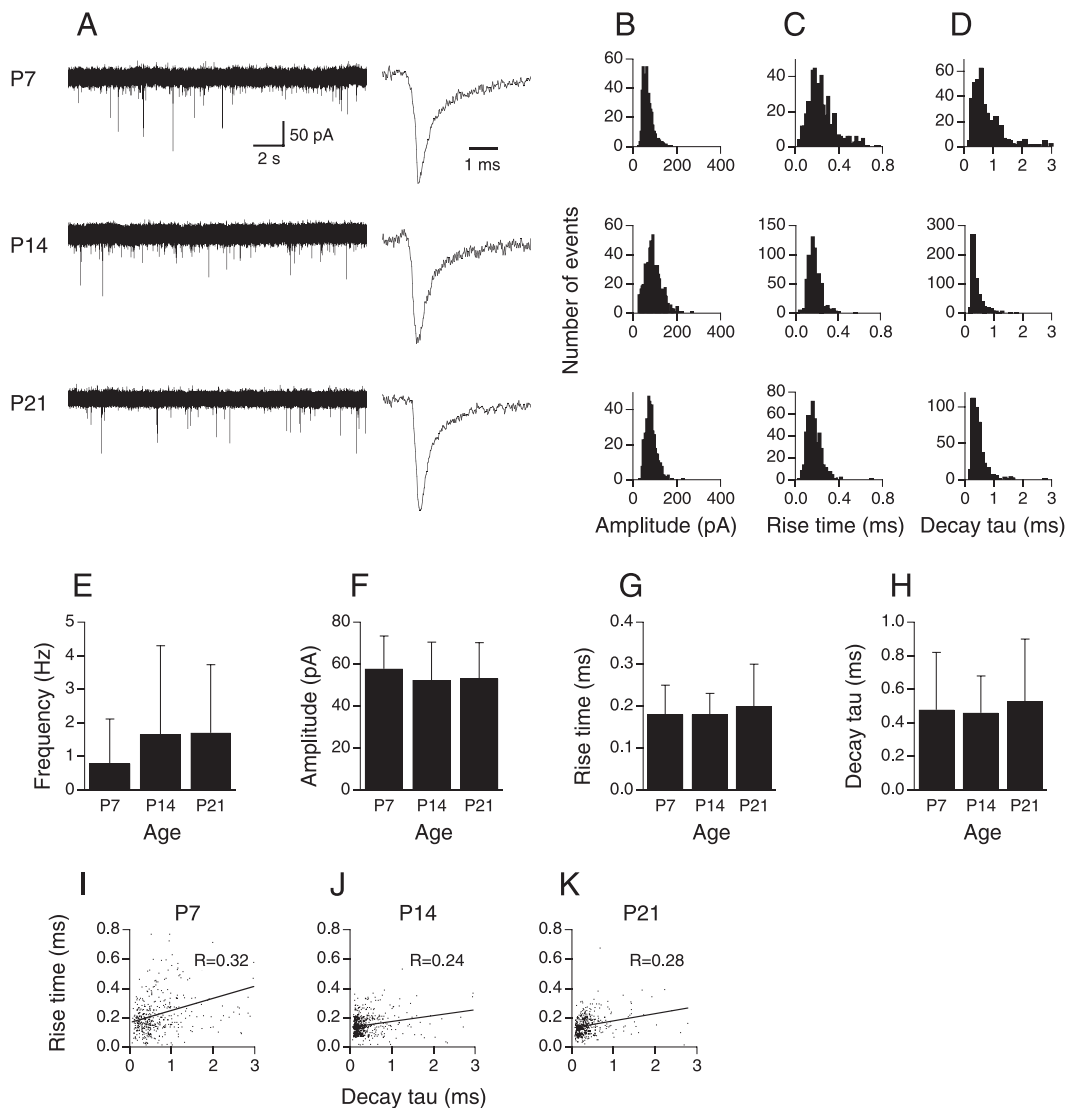 A
B
C
D
P7
50 pA
2 s
1 ms
60
40
20
0
0 200 400
40
20
0
0.0 0.4 0.8
60
40
20
0
0 1 2 3
P14
Number of events
60
40
20
0
0 200 400
150
100
50
0
0.0 0.4 0.8
300
200
100
0
0 1 2 3
P21
40
20
0
0 200 400
80
60
40
20
0
0.0 0.4 0.8
100
50
0
0 1 2 3
Amplitude (pA)
Rise time (ms)
Decay tau (ms)
E
Frequency (Hz)
5
4
3
2
1
0
P7 P14 P21
Age
F
Amplitude (pA)
80
60
40
20
0
P7 P14 P21
Age
G
Rise time (ms)
0.4
0.3
0.2
0.1
0.0
P7 P14 P21
Age
H
Decay tau (ms)
1.0
0.8
0.6
0.4
0.2
0.0
P7 P14 P21
Age
I
P7
Rise time (ms)
0.8
0.6
0.4
0.2
0.0
R=0.32
0 1 2 3
J
P14
0.8
0.6
0.4
0.2
0.0
R=0.24
0 1 2 3
K
P21
0.8
0.6
0.4
0.2
0.0
R=0.28
0 1 2 3
Decay tau (ms)